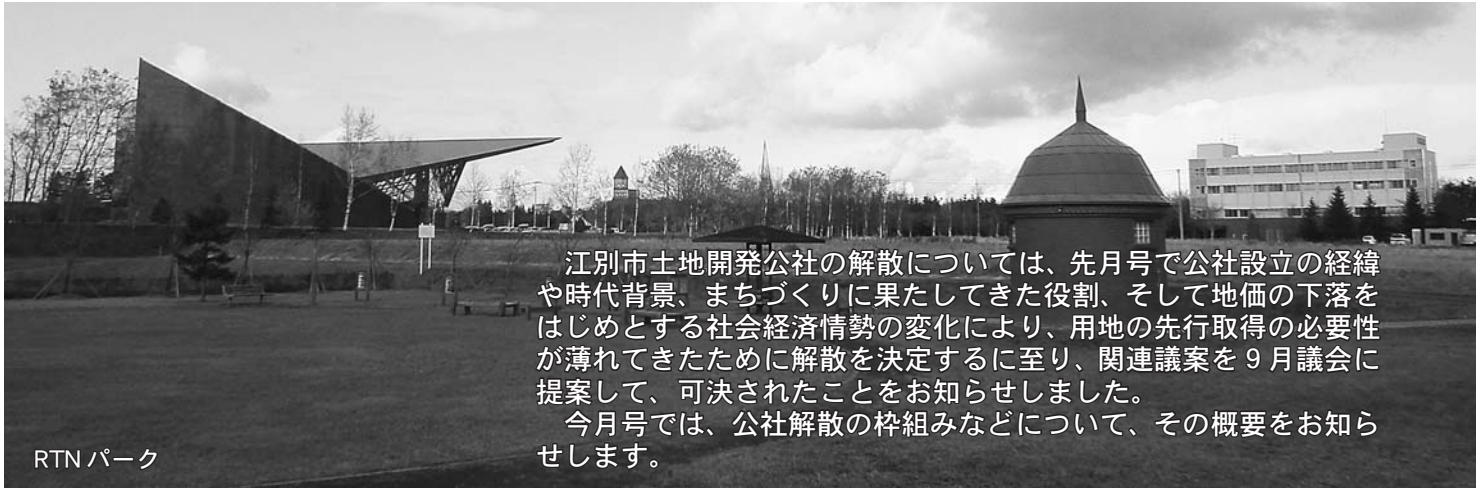 江別市土地開発公社の解散については、先月号で公社設立の経緯
や時代背景、まちづくりに果たしてきた役割、そして地価の下落を
はじめとする社会経済情勢の変化により、用地の先行取得の必要性
が薄れてきたために解散を決定するに至り、関連議案を 9 月議会に
提案して、可決されたことをお知らせしました。
　今月号では、公社解散の枠組みなどについて、その概要をお知ら
せします。
RTN パーク